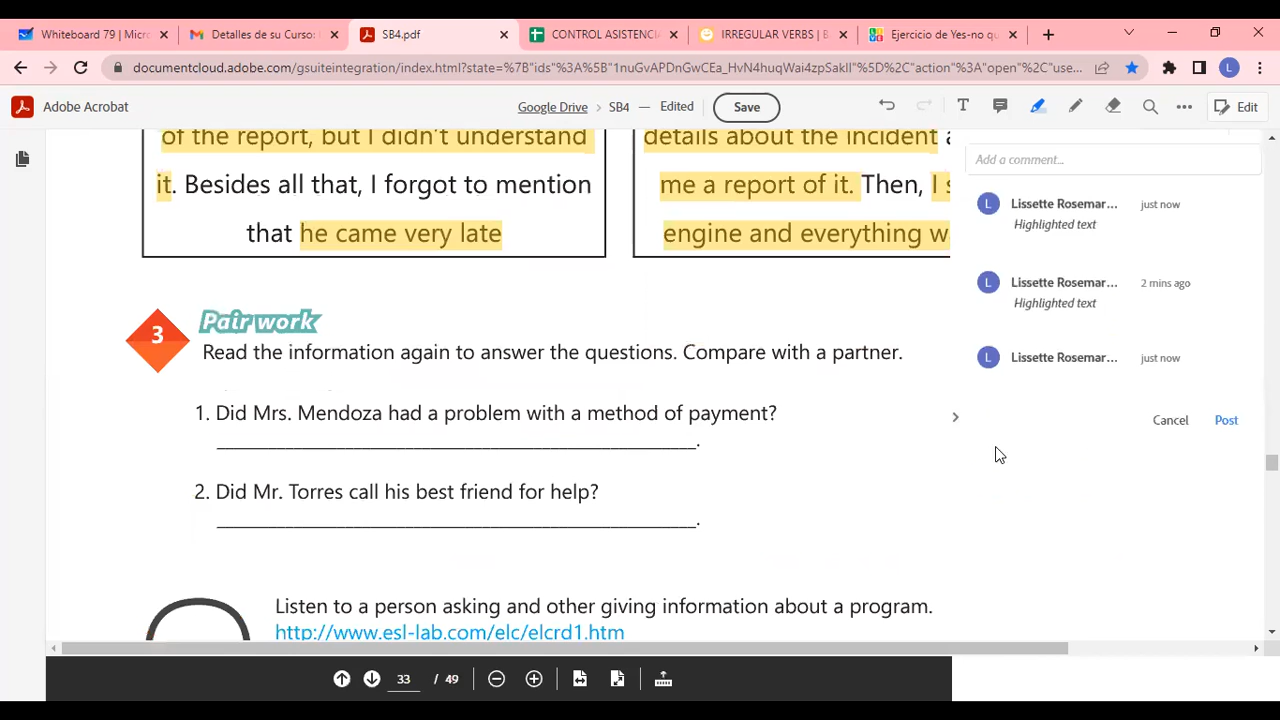 Whiteboard 79 | Micro
Detalles de su Curso:
SB4.pdf
CONTROL ASISTENCIA
IRREGULAR VERBS | B
Ejercicio de Yes-no qu
documentcloud.adobe.com/gsuiteintegration/index.html?state=%7B"ids"%3A%5B"1nuGvAPDnGwCEa_HvN4huqWai4zpSakIl"%5D%2C"action"%3A"open"%2C"use...
L
Adobe Acrobat
Google Drive > SB4 — Edited
Save
Edit
of the report, but I didn't understand
it. Besides all that, I forgot to mention
that he came very late
details about the incident
me a report of it. Then, I s
engine and everything w
Add a comment...
L Lissette Rosemar... just now
Highlighted text
L Lissette Rosemar... 2 mins ago
Highlighted text
L Lissette Rosemar... just now
Cancel Post
3 Pair work
Read the information again to answer the questions. Compare with a partner.
1. Did Mrs. Mendoza had a problem with a method of payment?
2. Did Mr. Torres call his best friend for help?
Listen to a person asking and other giving information about a program.
http://www.esl-lab.com/elc/elcrd1.htm
33 / 49